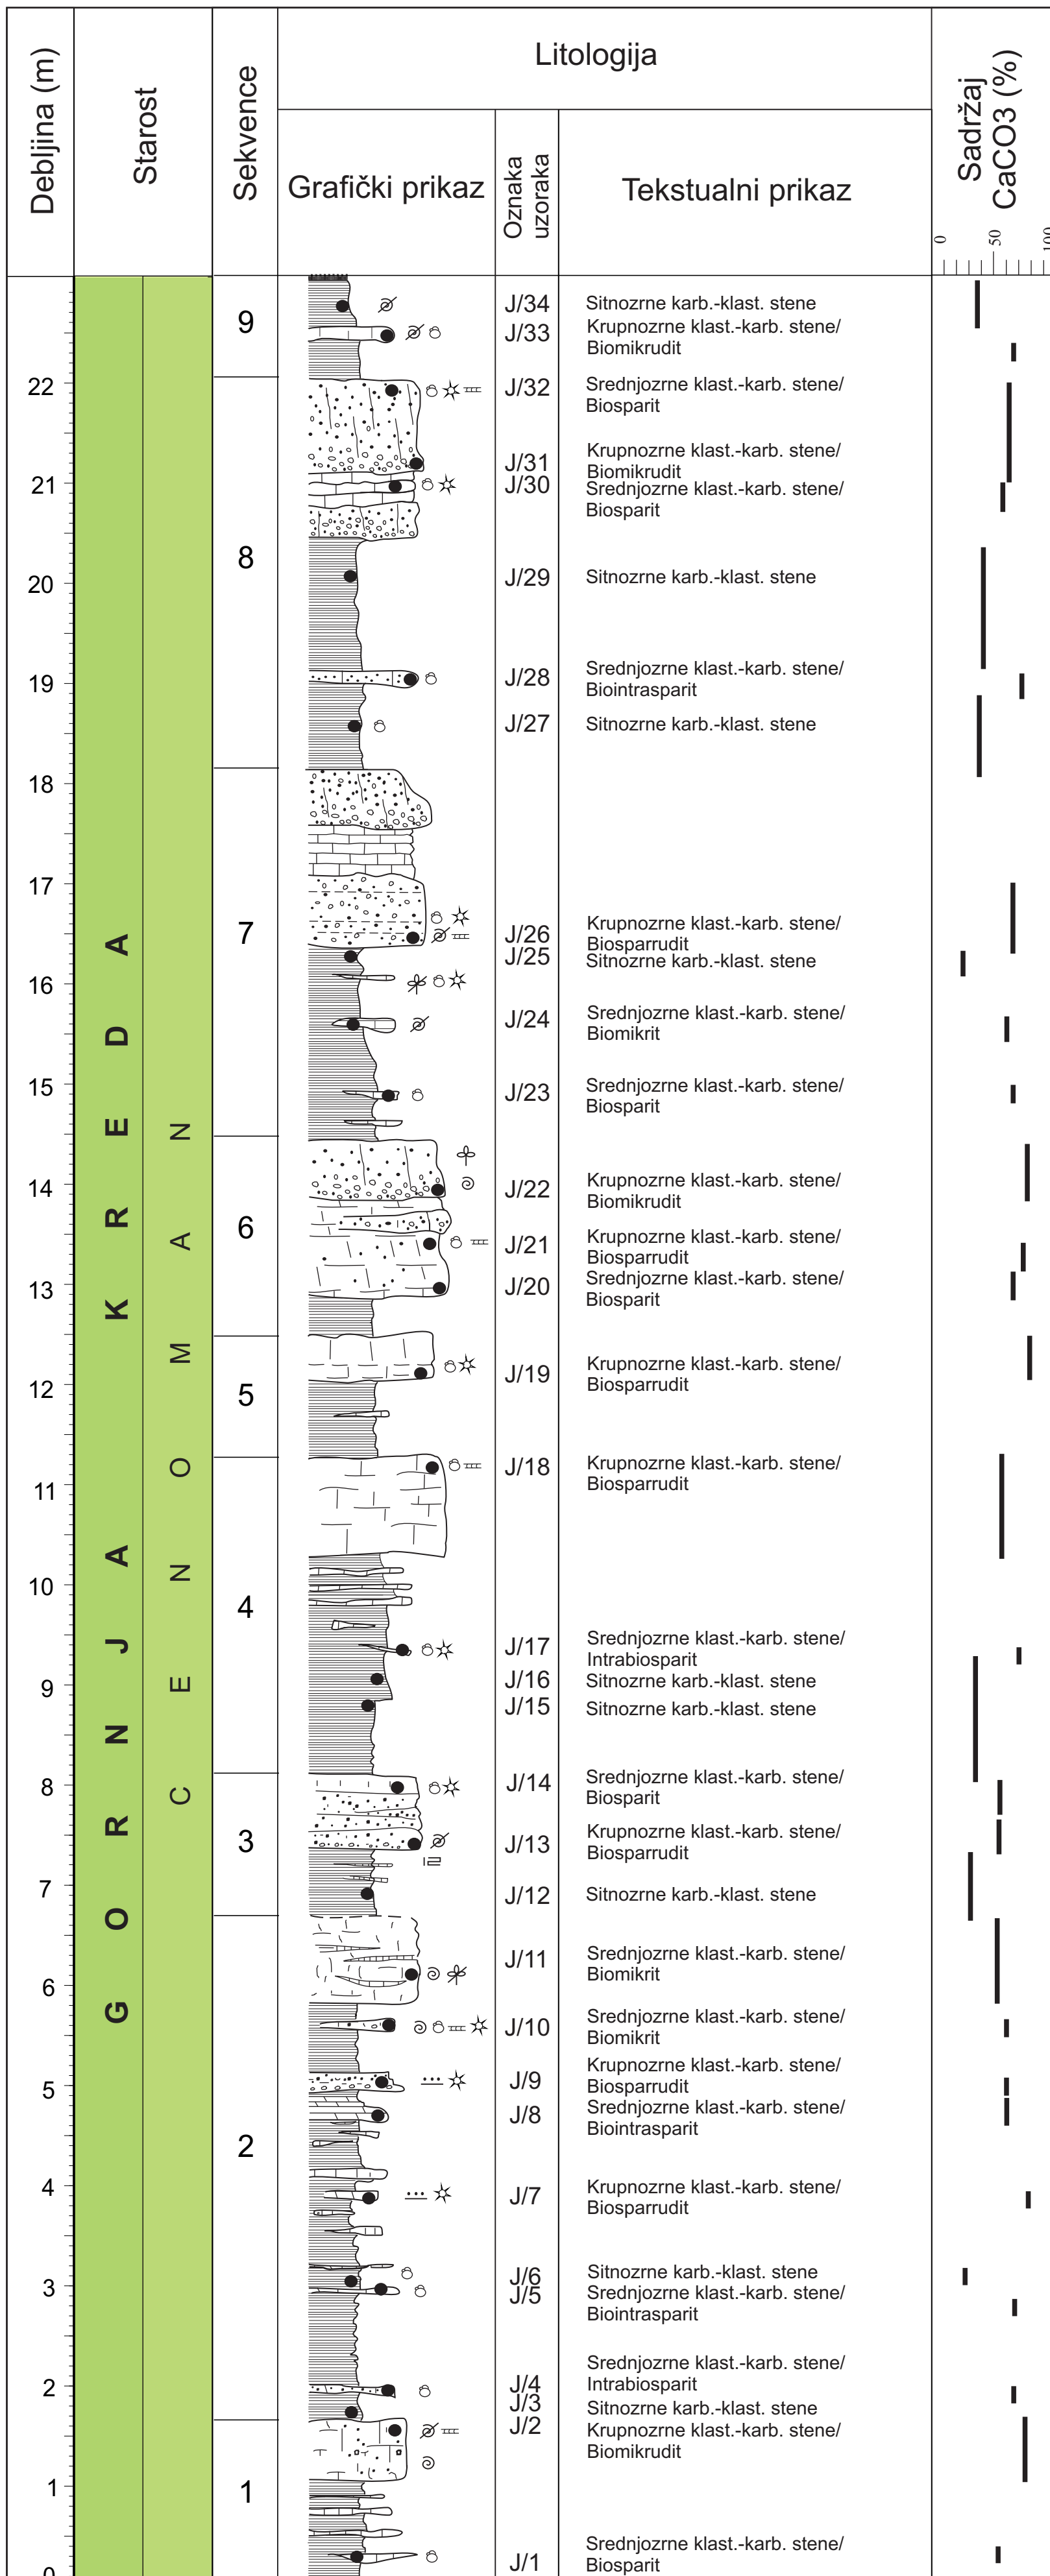 Debljina (m)
Starost
Sekvence
Litologija
Grafički prikaz
Oznaka
uzoraka
Tekstualni prikaz
Sadržaj
CaCO3 (%)
0
50
100
GORNJA KREDA
CENOMAN
9
J/34
Sitnozrne karb.-klast. stene
J/33
Krupnozrne klast.-karb. stene/
Biomikrudit
22
J/32
Srednjozrne klast.-karb. stene/
Biosparit
J/31
Krupnozrne klast.-karb. stene/
Biomikrudit
21
J/30
Srednjozrne klast.-karb. stene/
Biosparit
8
20
J/29
Sitnozrne karb.-klast. stene
19
J/28
Srednjozrne klast.-karb. stene/
Biointrasparit
J/27
Sitnozrne karb.-klast. stene
18
17
7
J/26
Krupnozrne klast.-karb. stene/
Biosparrudit
J/25
Sitnozrne karb.-klast. stene
16
J/24
Srednjozrne klast.-karb. stene/
Biomikrit
15
J/23
Srednjozrne klast.-karb. stene/
Biosparit
14
J/22
Krupnozrne klast.-karb. stene/
Biomikrudit
6
J/21
Krupnozrne klast.-karb. stene/
Biosparrudit
13
J/20
Srednjozrne klast.-karb. stene/
Biosparit
12
5
J/19
Krupnozrne klast.-karb. stene/
Biosparrudit
11
J/18
Krupnozrne klast.-karb. stene/
Biosparrudit
10
4
J/17
Srednjozrne klast.-karb. stene/
Intrabiosparit
9
J/16
Sitnozrne karb.-klast. stene
J/15
Sitnozrne karb.-klast. stene
8
J/14
Srednjozrne klast.-karb. stene/
Biosparit
3
J/13
Krupnozrne klast.-karb. stene/
Biosparrudit
7
J/12
Sitnozrne karb.-klast. stene
J/11
Srednjozrne klast.-karb. stene/
Biomikrit
6
J/10
Srednjozrne klast.-karb. stene/
Biomikrit
5
J/9
Krupnozrne klast.-karb. stene/
Biosparrudit
J/8
Srednjozrne klast.-karb. stene/
Biointrasparit
2
4
J/7
Krupnozrne klast.-karb. stene/
Biosparrudit
3
J/6
Sitnozrne karb.-klast. stene
J/5
Srednjozrne klast.-karb. stene/
Biointrasparit
2
J/4
Srednjozrne klast.-karb. stene/
Intrabiosparit
J/3
Sitnozrne karb.-klast. stene
J/2
Krupnozrne klast.-karb. stene/
Biomikrudit
1
1
J/1
Srednjozrne klast.-karb. stene/
Biosparit
0